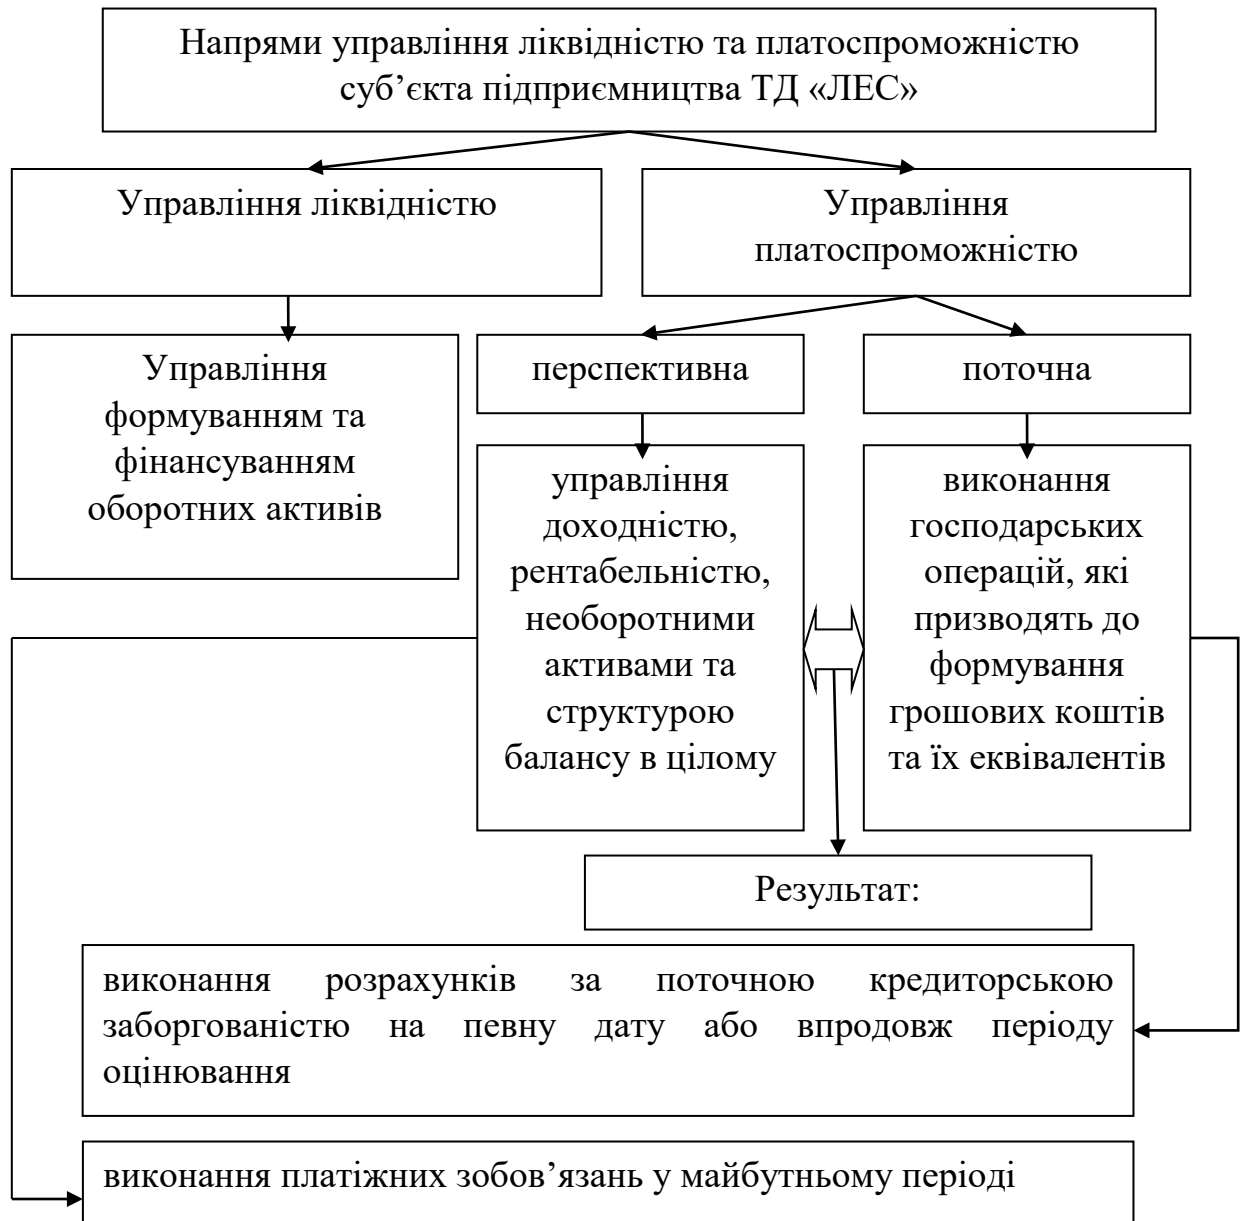 Напрями управління ліквідністю та платоспроможністю
суб’єкта підприємництва ТД «ЛЕС»
Управління ліквідністю
Управління
платоспроможністю
Управління
формуванням та
фінансуванням
оборотних активів
перспективна
поточна
управління
доходністю,
рентабельністю,
необоротними
активами та
структурою
балансу в цілому
виконання
господарських
операцій, які
призводять до
формування
грошових коштів
та їх еквівалентів
Результат:
виконання розрахунків за поточною кредиторською
заборгованістю на певну дату або впродовж періоду
оцінювання
виконання платіжних зобов’язань у майбутньому періоді